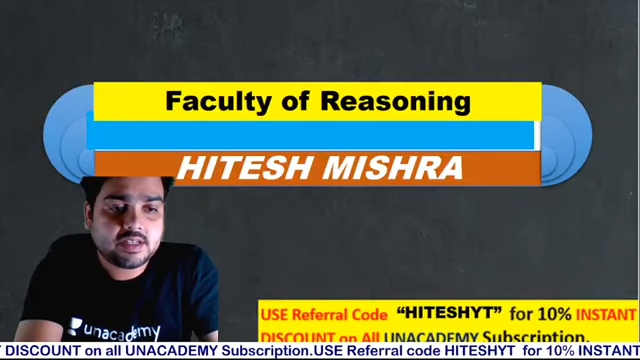 Faculty of Reasoning
HITESH MISHRA
unacademy
USE Referral Code “HITESHYT” for 10% INSTANT
DISCOUNT on All UNACADEMY Subscription.
DISCOUNT on all UNACADEMY Subscription.USE Referral code HITESHYT for 10% INSTANT